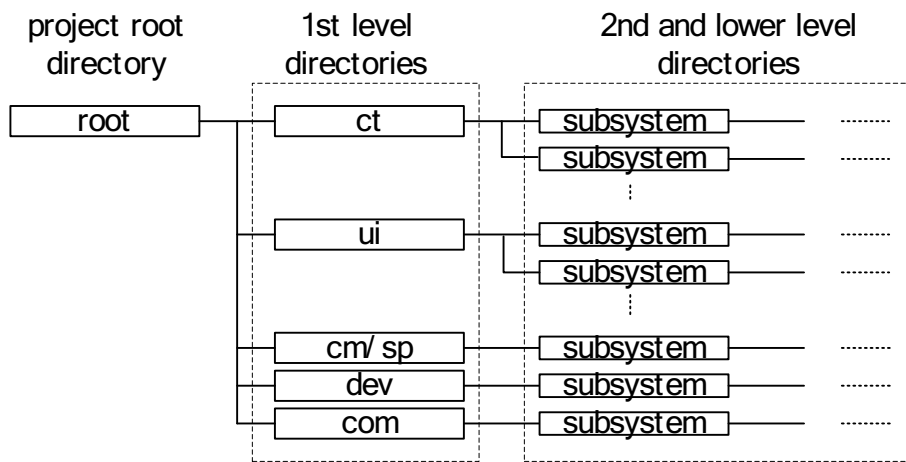 project root
directory
1st level
directories
2nd and lower level
directories
root
ct
subsystem
subsystem
ui
subsystem
subsystem
cm/sp
subsystem
dev
subsystem
com
subsystem